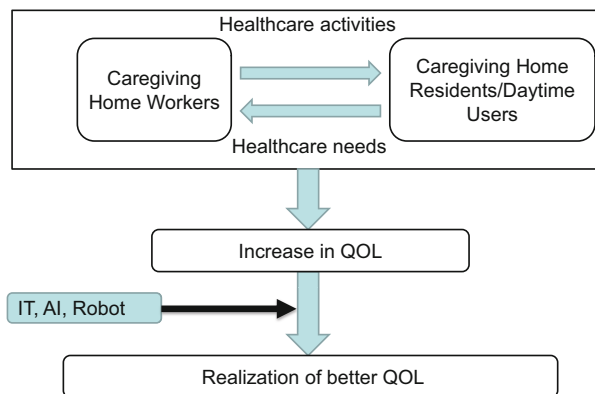 Healthcare activities
Caregiving
Home Workers
Caregiving Home
Residents/Daytime
Users
Healthcare needs
Increase in QOL
IT, AI, Robot
Realization of better QOL